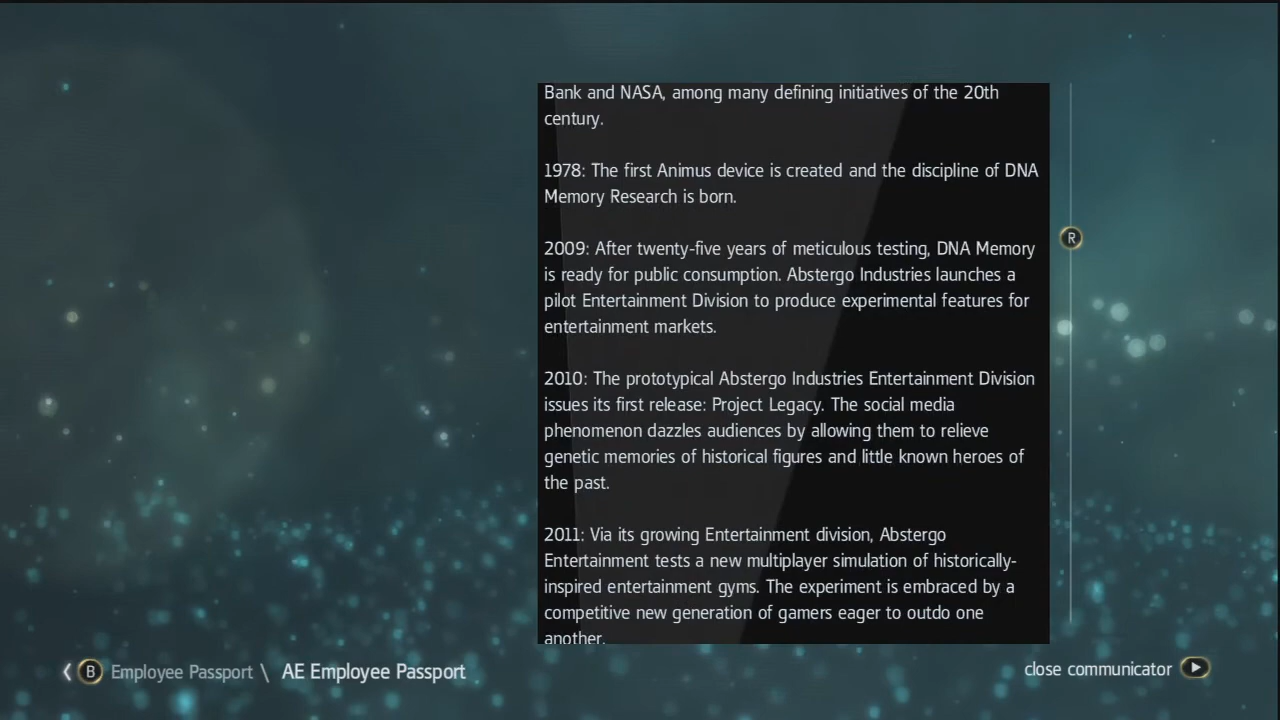 Bank and NASA, among many defining initiatives of the 20th
century.
1978: The first Animus device is created and the discipline of DNA
Memory Research is born.
2009: After twenty-five years of meticulous testing, DNA Memory
is ready for public consumption. Abstergo Industries launches a
pilot Entertainment Division to produce experimental features for
entertainment markets.
2010: The prototypical Abstergo Industries Entertainment Division
issues its first release: Project Legacy. The social media
phenomenon dazzles audiences by allowing them to relieve
genetic memories of historical figures and little known heroes of
the past.
2011: Via its growing Entertainment division, Abstergo
Entertainment tests a new multiplayer simulation of historically-
inspired entertainment gyms. The experiment is embraced by a
competitive new generation of gamers eager to outdo one
another.
R
B Employee Passport \ AE Employee Passport
close communicator